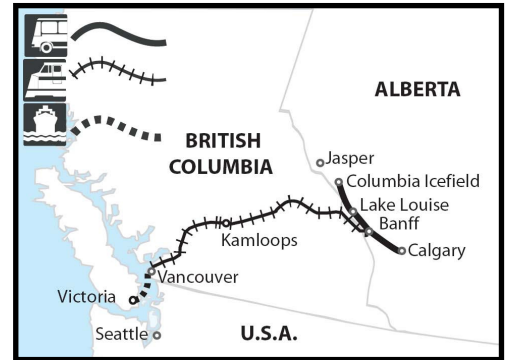 ALBERTA
BRITISH
COLUMBIA
Jasper
Columbia Icefield
Lake Louise
Banff
Kamloops
Calgary
Vancouver
Victoria
Seattle
U.S.A.